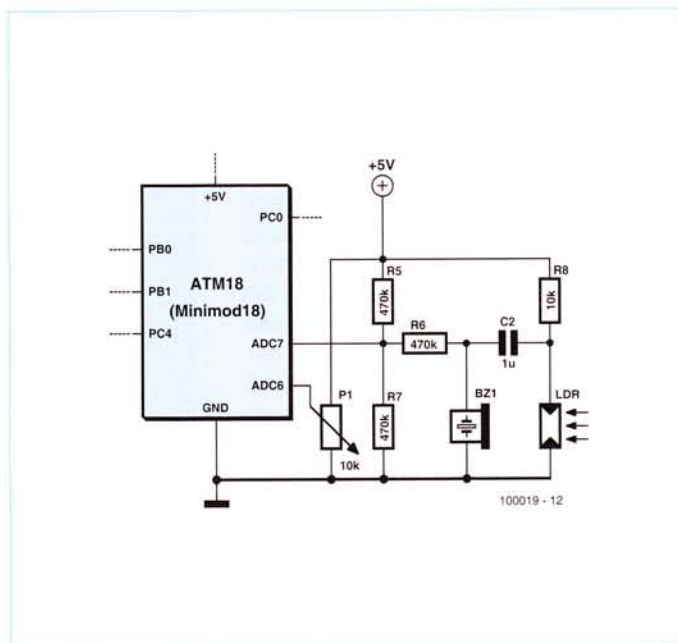 +5V
+5V
PC0
PB0
R5
R8
470k
10k
PB1
ATM18
(Minimod18)
R6
PC4
470k
C2
1u
ADC7
ADC6
P1
R7
470k
BZ1
LDR
GND
10k
100019 - 12